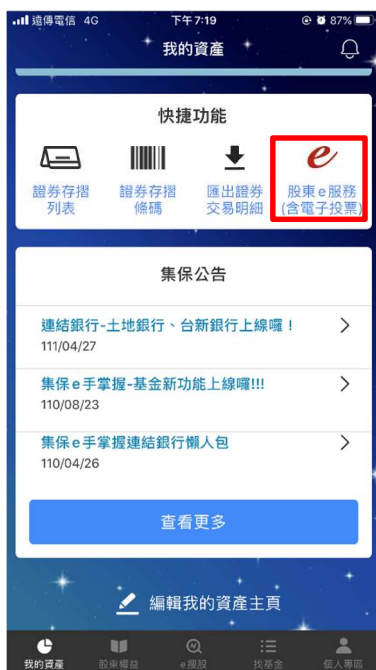 遠傳電信 4G 下午7:19 87%
我的資產
快捷功能
證券存摺 證券存摺 匯出證券 股東e服務
列表 條碼 交易明細 (含電子投票)
集保公告
連結銀行-土地銀行、台新銀行上線囉！
111/04/27
集保e手掌握-基金新功能上線囉!!!
110/08/23
集保e手掌握連結銀行懶人包
110/04/26
查看更多
編輯我的資產主頁
我的資產 股東權益 e搜股 找基金 個人專區